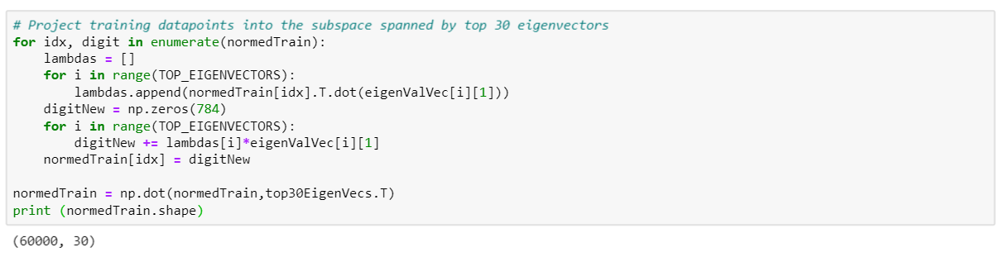 # Project training datapoints into the subspace spanned by top 30 eigenvectors
for idx, digit in enumerate(normedTrain):
    lambdas = []
    for i in range(TOP_EIGENVECTORS):
        lambdas.append(normedTrain[idx].T.dot(eigenValVec[i][1]))
    digitNew = np.zeros(784)
    for i in range(TOP_EIGENVECTORS):
        digitNew += lambdas[i]*eigenValVec[i][1]
    normedTrain[idx] = digitNew

normedTrain = np.dot(normedTrain,top30EigenVecs.T)
print (normedTrain.shape)
(60000, 30)